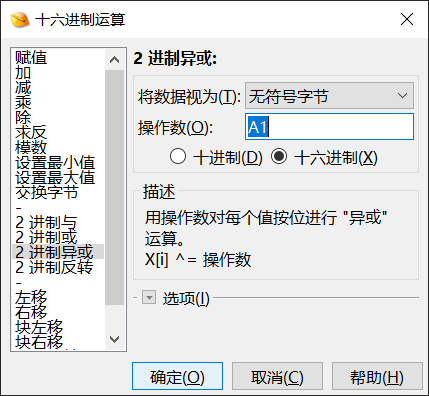 十六进制运算
赋值
加
减
乘
除
求反
模数
设置最小值
设置最大值
交换字节
-
2 进制与
2 进制或
2 进制异或
2 进制反转
-
左移
右移
块左移
块右移
2 进制异或:
将数据视为(T): 无符号字节
操作数(O): A1
十进制(D) 十六进制(X)
描述
用操作数对每个值按位进行 "异或"
运算。
X[i] ^= 操作数
选项(I)
确定(O) 取消(C) 帮助(H)